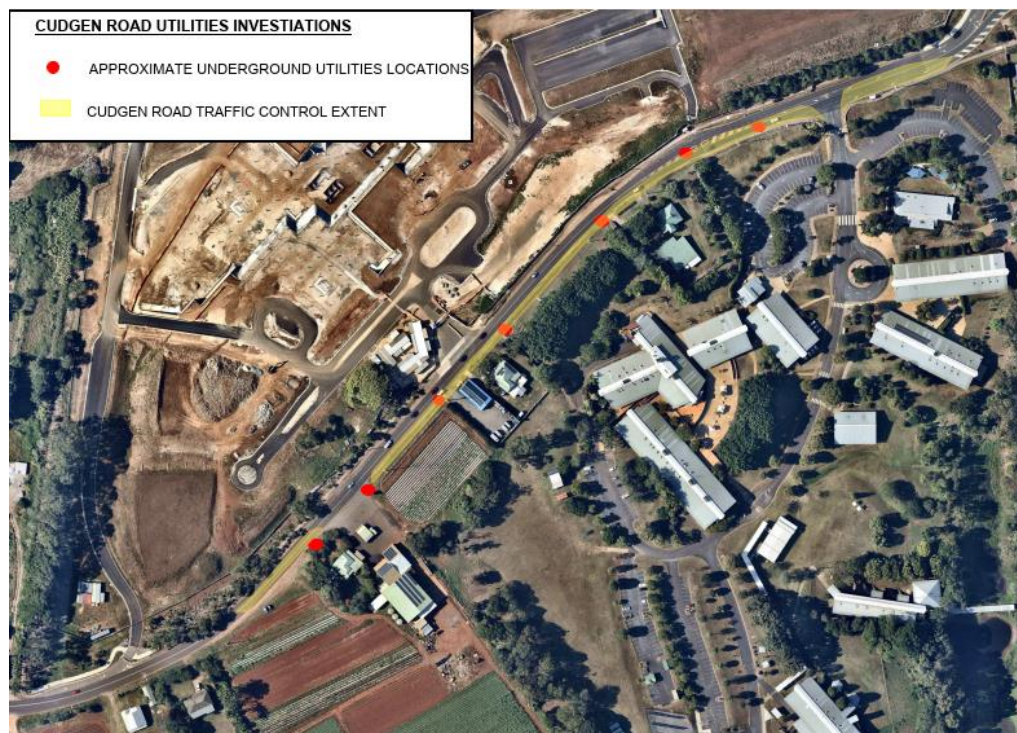 CUDGEN ROAD UTILITIES INVESTIATIONS
APPROXIMATE UNDERGROUND UTILITIES LOCATIONS
CUDGEN ROAD TRAFFIC CONTROL EXTENT